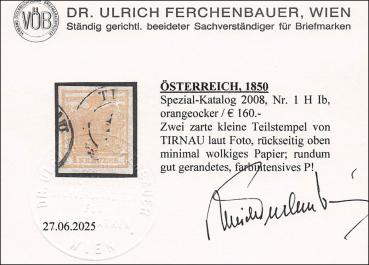 DR. ULRICH FERCHENBAUER, WIEN
Ständig gerichtl. beeideter Sachverständiger für Briefmarken
VÖB
ÖSTERREICH, 1850
Spezial-Katalog 2008, Nr. 1 H Ib,
orangeocker / € 160.-
Zwei zarte kleine Teilstempel von
TIRNAU laut Foto, rückseitig oben
minimal wolkiges Papier; rundum
gut gerandetes, farbintensives P!
KREUZER
27.06.2025
WIEN